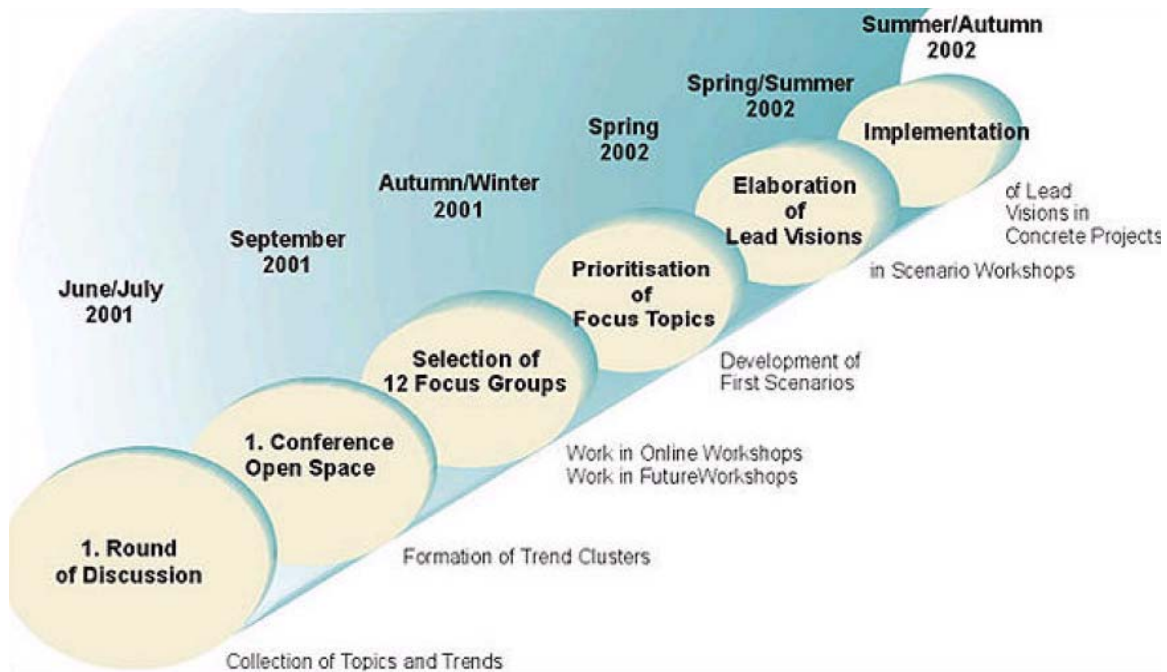 June/July
2001
1. Round
of Discussion
Collection of Topics and Trends
September
2001
1. Conference
Open Space
Formation of Trend Clusters
Autumn/Winter
2001
Selection of
12 Focus Groups
Work in Online Workshops
Work in FutureWorkshops
Spring
2002
Prioritisation
of
Focus Topics
Development of
First Scenarios
Spring/Summer
2002
Elaboration
of
Lead Visions
in Scenario Workshops
Summer/Autumn
2002
Implementation
of Lead
Visions in
Concrete Projects